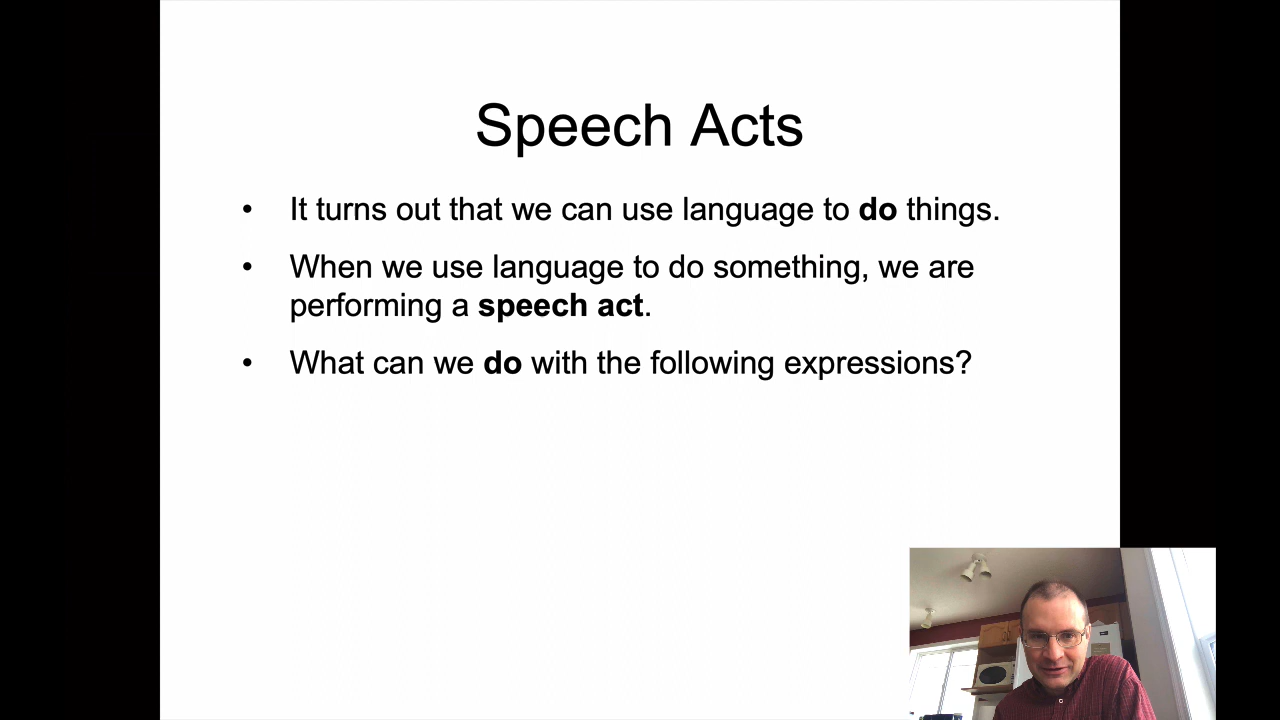 Speech Acts
• It turns out that we can use language to do things.
• When we use language to do something, we are
performing a speech act.
• What can we do with the following expressions?